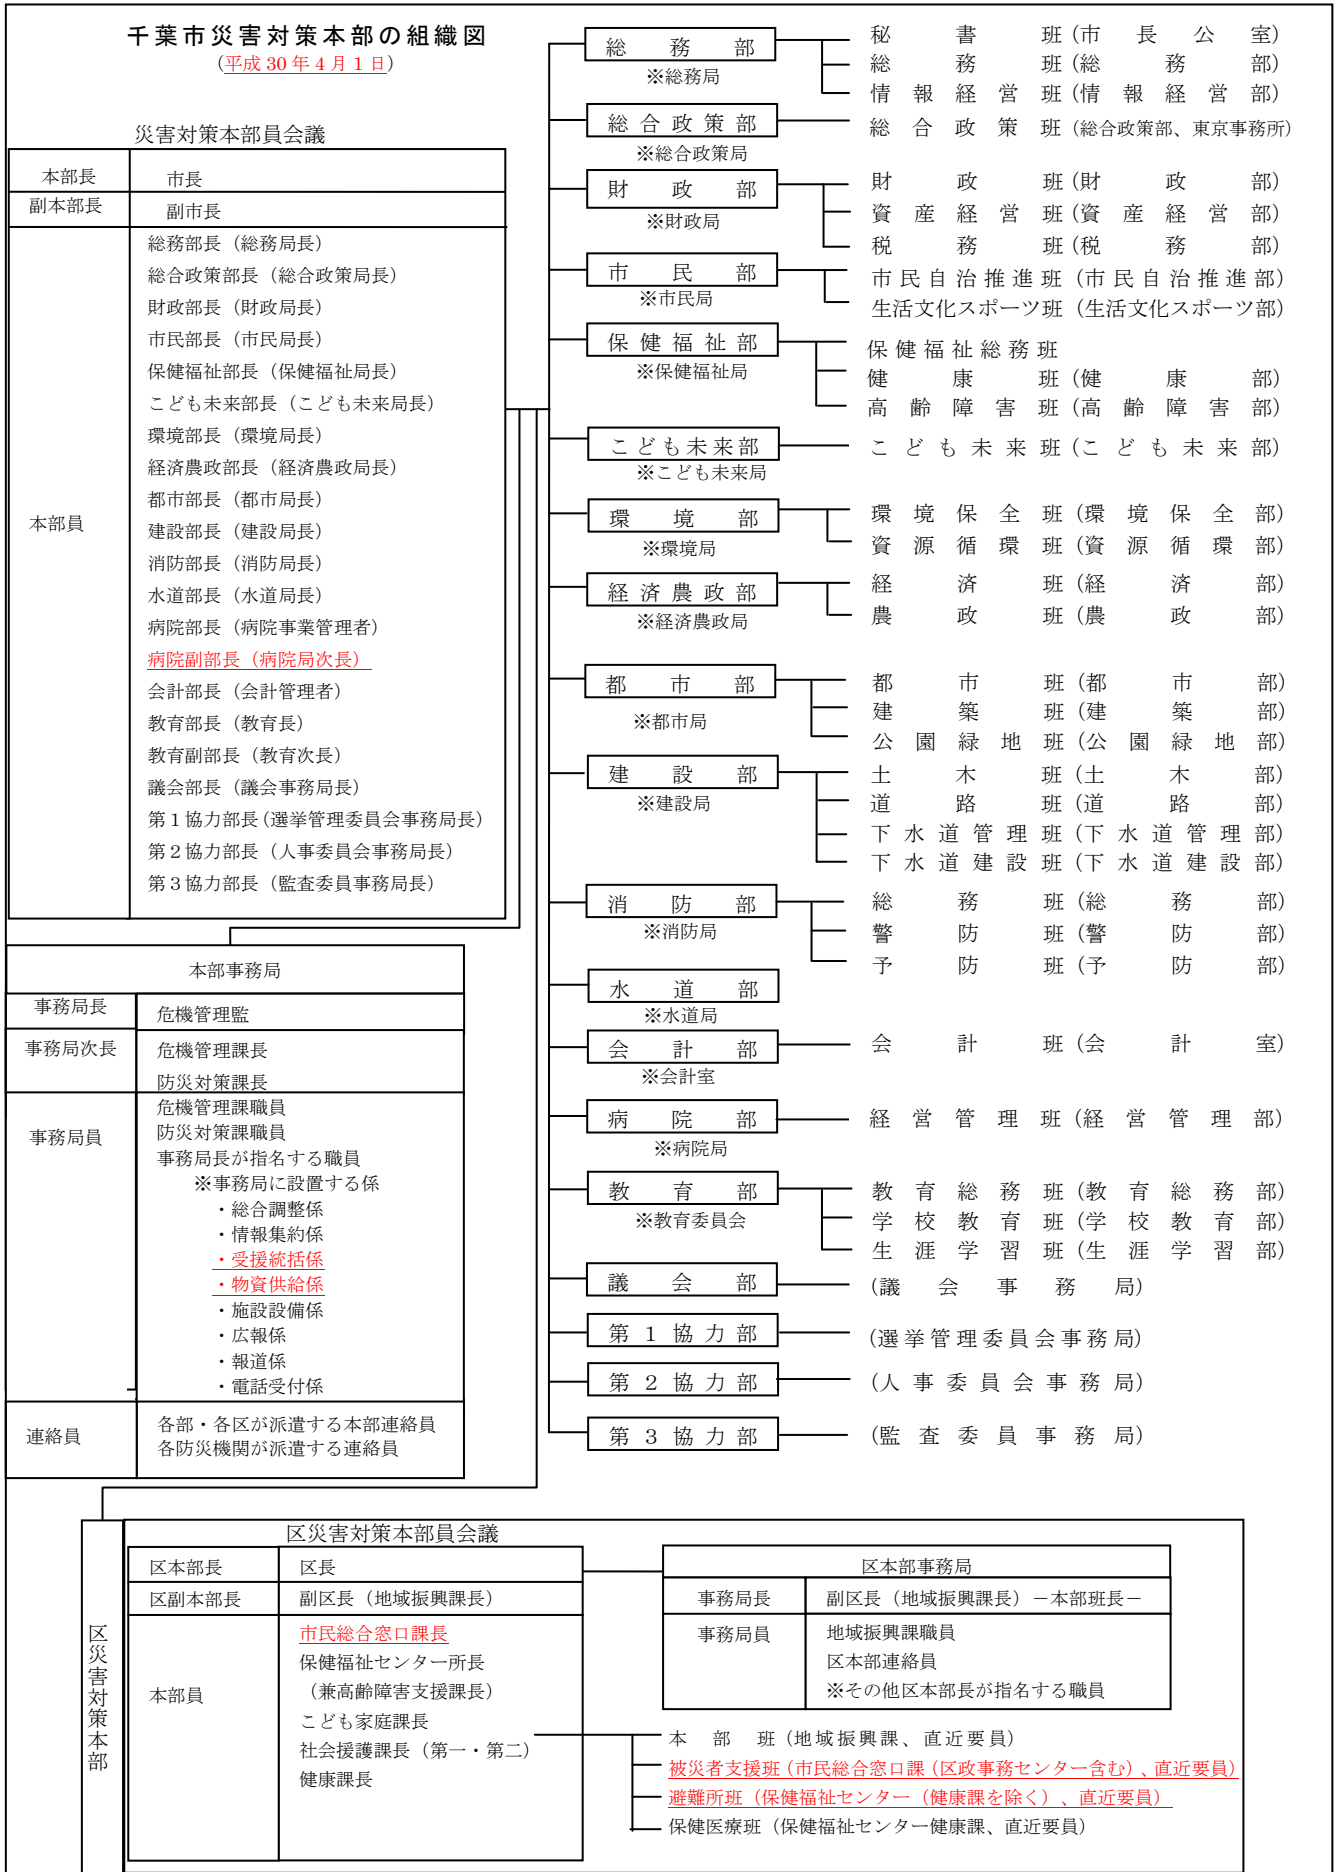 千葉市災害対策本部の組織図
(平成30年4月1日)
災害対策本部員会議
本部長 市長
副本部長 副市長
本部員
総務部長（総務局長）
総合政策部長（総合政策局長）
財政部長（財政局長）
市民部長（市民局長）
保健福祉部長（保健福祉局長）
こども未来部長（こども未来局長）
環境部長（環境局長）
経済農政部長（経済農政局長）
都市部長（都市局長）
建設部長（建設局長）
消防部長（消防局長）
水道部長（水道局長）
病院部長（病院事業管理者）
病院副部長（病院局次長）
会計部長（会計管理者）
教育部長（教育長）
教育副部長（教育次長）
議会部長（議会事務局長）
第1協力部長（選挙管理委員会事務局長）
第2協力部長（人事委員会事務局長）
第3協力部長（監査委員事務局長）
本部事務局
事務局長 危機管理監
事務局次長 危機管理課長
防災対策課長
事務局員
危機管理課職員
防災対策課職員
事務局長が指名する職員
※事務局に設置する係
・総合調整係
・情報集約係
・受援統括係
・物資供給係
・施設設備係
・広報係
・報道係
・電話受付係
連絡員
各部・各区が派遣する本部連絡員
各防災機関が派遣する連絡員
総務部
※総務局
秘書班（市長公室）
総務班（総務部）
情報経営班（情報経営部）
総合政策部
※総合政策局
総合政策班（総合政策部、東京事務所）
財政部
※財政局
財政班（財政部）
資産経営班（資産経営部）
税務班（税務部）
市民部
※市民局
市民自治推進班（市民自治推進部）
生活文化スポーツ班（生活文化スポーツ部）
保健福祉部
※保健福祉局
保健福祉総務班
健康班（健康部）
高齢障害班（高齢障害部）
こども未来部
※こども未来局
こども未来班（こども未来部）
環境部
※環境局
環境保全班（環境保全部）
資源循環班（資源循環部）
経済農政部
※経済農政局
経済班（経済部）
農政班（農政部）
都市部
※都市局
都市班（都市部）
建築班（建築部）
公園緑地班（公園緑地部）
建設部
※建設局
土木班（土木部）
道路班（道路部）
下水道管理班（下水道管理部）
下水道建設班（下水道建設部）
消防部
※消防局
総務班（総務部）
警防班（警防部）
予防班（予防部）
水道部
※水道局
会計部
※会計室
会計班（会計室）
病院部
※病院局
経営管理班（経営管理部）
教育部
※教育委員会
教育総務班（教育総務部）
学校教育班（学校教育部）
生涯学習班（生涯学習部）
議会部
（議会事務局）
第1協力部
（選挙管理委員会事務局）
第2協力部
（人事委員会事務局）
第3協力部
（監査委員事務局）
区災害対策本部
区災害対策本部員会議
区本部長 区長
区副本部長 副区長（地域振興課長）
本部員
市民総合窓口課長
保健福祉センター所長
（兼高齢障害支援課長）
こども家庭課長
社会援護課長（第一・第二）
健康課長
区本部事務局
事務局長 副区長（地域振興課長）－本部班長－
事務局員 地域振興課職員
区本部連絡員
※その他区本部長が指名する職員
本部班（地域振興課、直近要員）
被災者支援班（市民総合窓口課（区政事務センター含む）、直近要員）
避難所班（保健福祉センター（健康課を除く）、直近要員）
保健医療班（保健福祉センター健康課、直近要員）